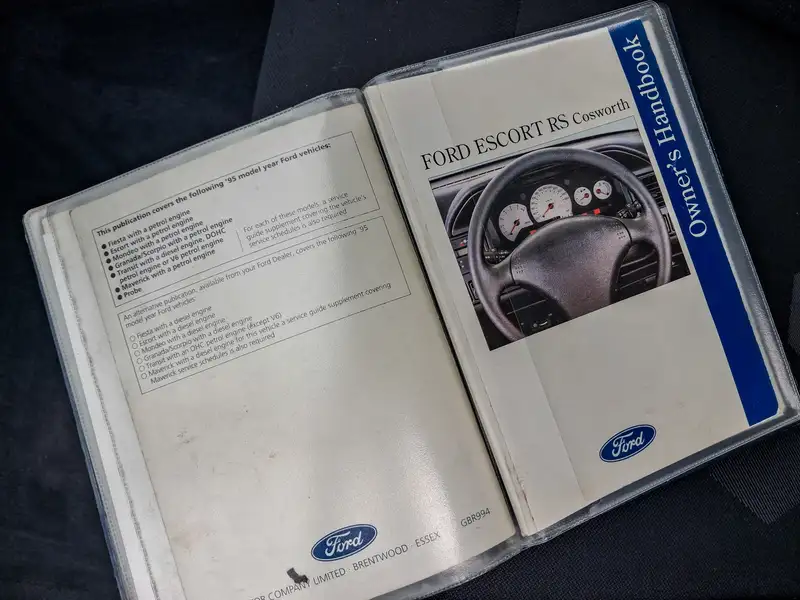 This publication covers the following '95 model year Ford vehicles:
● Fiesta with a petrol engine
● Escort with a petrol engine
● Mondeo with a petrol engine
● Granada/Scorpio with a petrol engine
● Transit with a diesel engine, DOHC
petrol engine or V6 petrol engine
● Maverick with a petrol engine
● Probe
For each of these models, a service
guide supplement covering the vehicle's
service schedules is also required
An alternative publication, available from your Ford Dealer, covers the following '95
model year Ford vehicles
○ Fiesta with a diesel engine
○ Escort with a diesel engine
○ Mondeo with a diesel engine
○ Granada/Scorpio with a diesel engine
○ Transit with an OHC petrol engine (except V6)
○ Maverick with a diesel engine for this vehicle a service guide supplement covering
Maverick service schedules is also required
Ford
COMPANY LIMITED · BRENTWOOD · ESSEX GBR994
FORD ESCORT RS Cosworth
Owner's Handbook
Ford